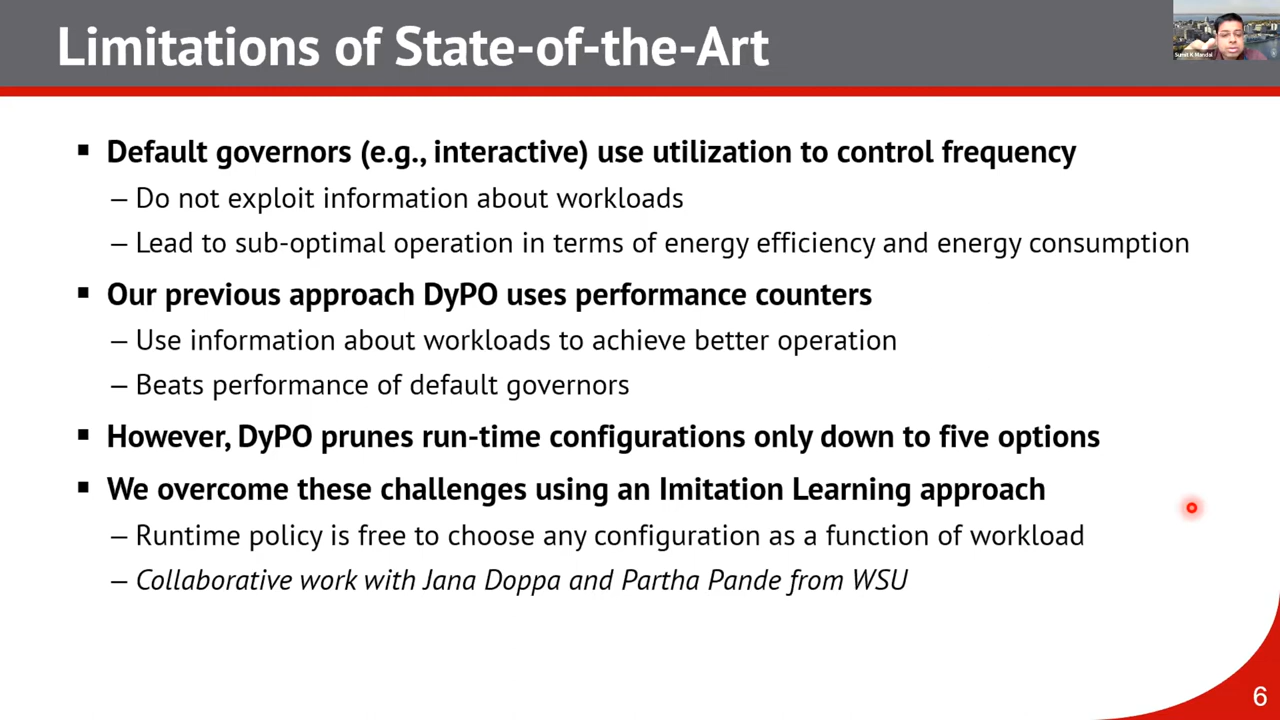 Limitations of State-of-the-Art
Sumit K. Mandal
▪ Default governors (e.g., interactive) use utilization to control frequency
– Do not exploit information about workloads
– Lead to sub-optimal operation in terms of energy efficiency and energy consumption
▪ Our previous approach DyPO uses performance counters
– Use information about workloads to achieve better operation
– Beats performance of default governors
▪ However, DyPO prunes run-time configurations only down to five options
▪ We overcome these challenges using an Imitation Learning approach
– Runtime policy is free to choose any configuration as a function of workload
– Collaborative work with Jana Doppa and Partha Pande from WSU
6